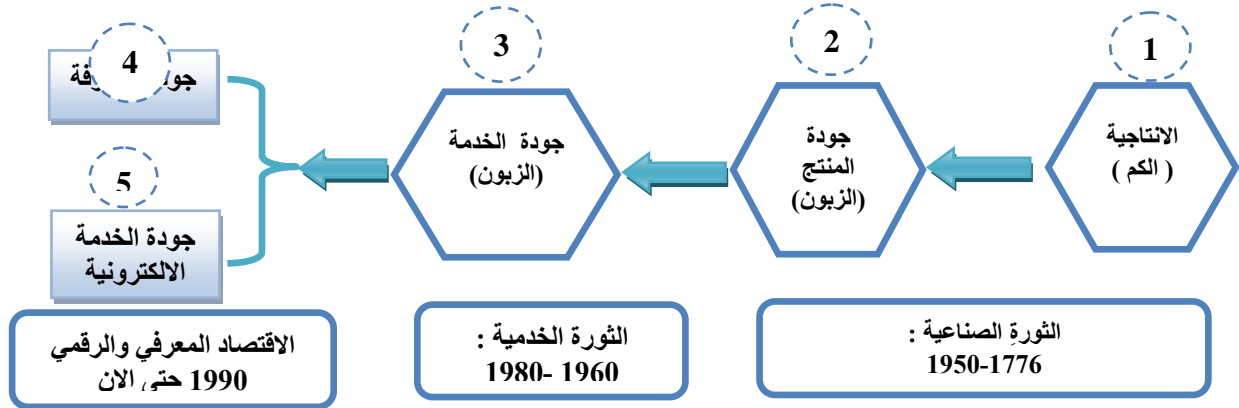 1
الانتاجية
( الكم )
2
جودة
المنتج
(الزبون)
3
جودة الخدمة
(الزبون)
4
5
جودة الخدمة
الالكترونية
الثورةِ الصناعية :
1950-1776
الثورة الخدمية :
1980 -1960
الاقتصاد المعرفي والرقمي
1990 حتى الان